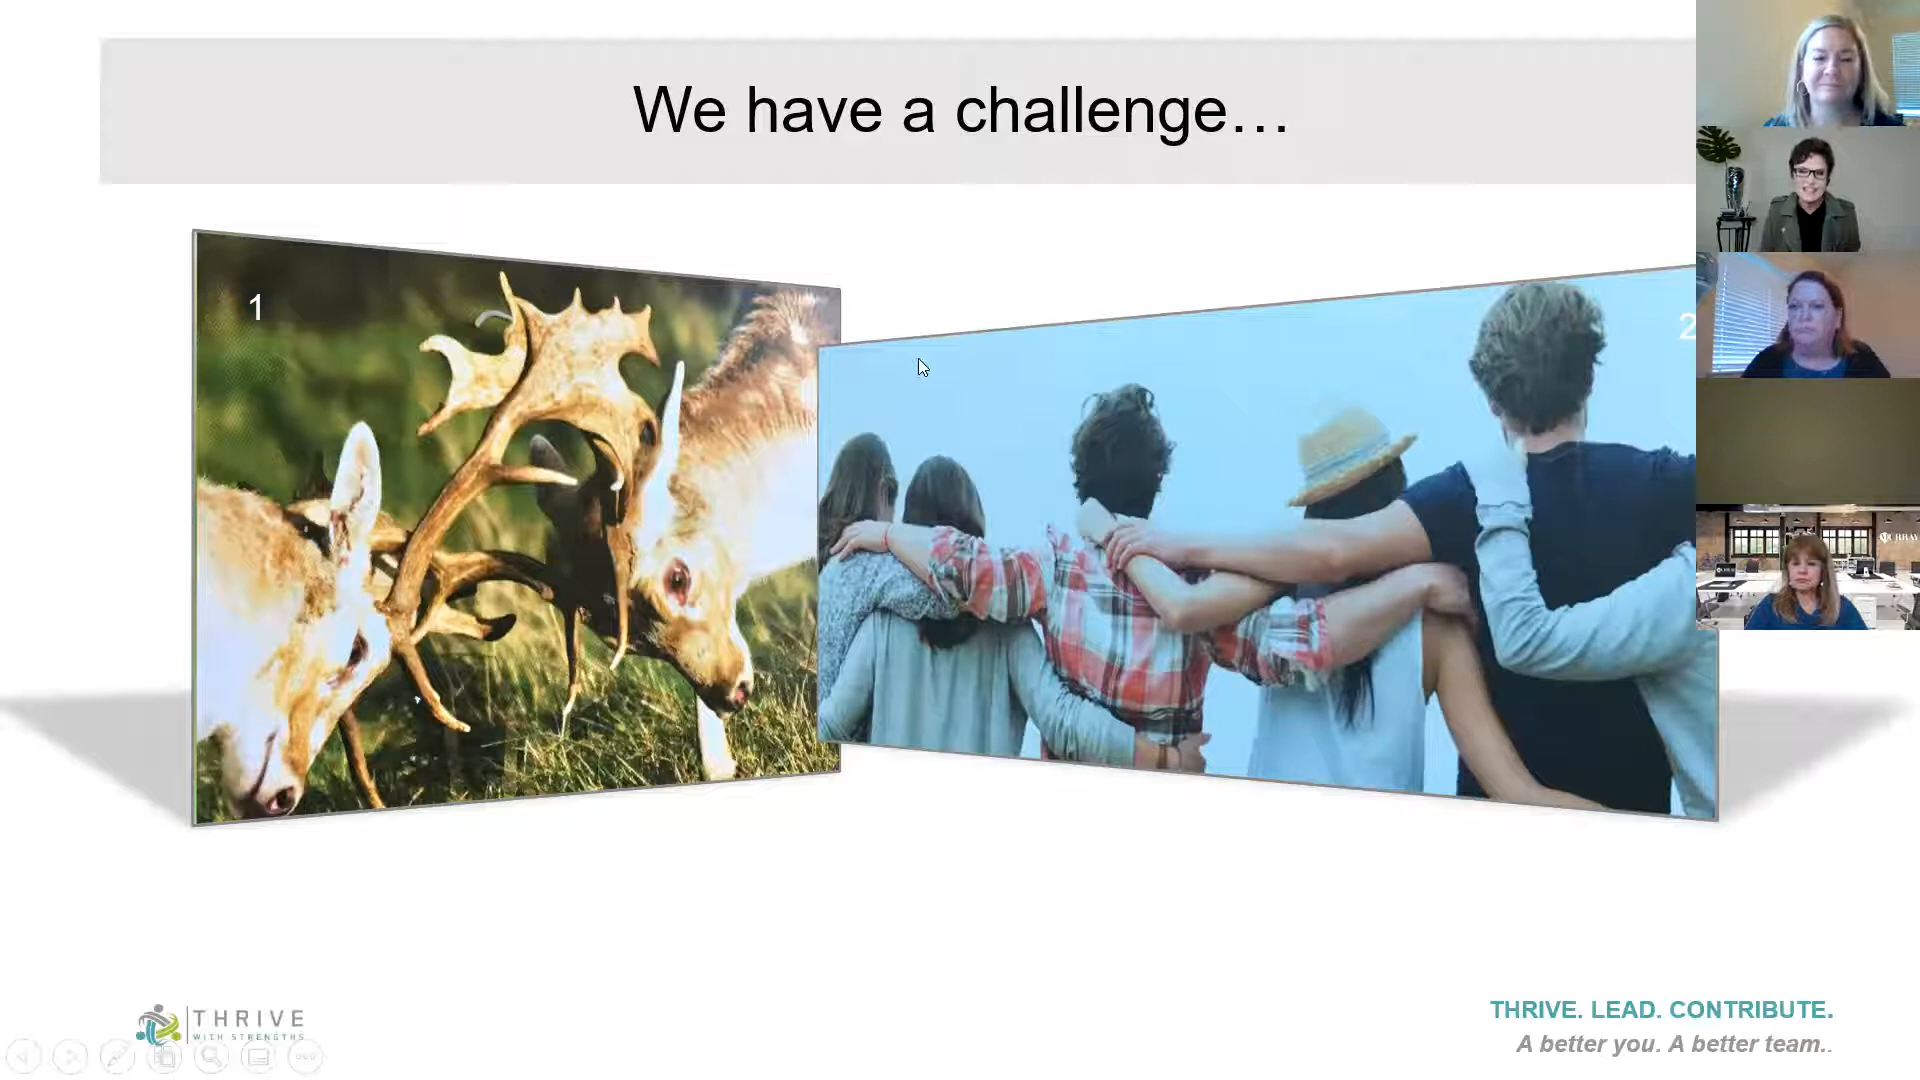 We have a challenge…
1
2
THRIVE
WITH STRENGTHS
THRIVE. LEAD. CONTRIBUTE.
A better you. A better team..